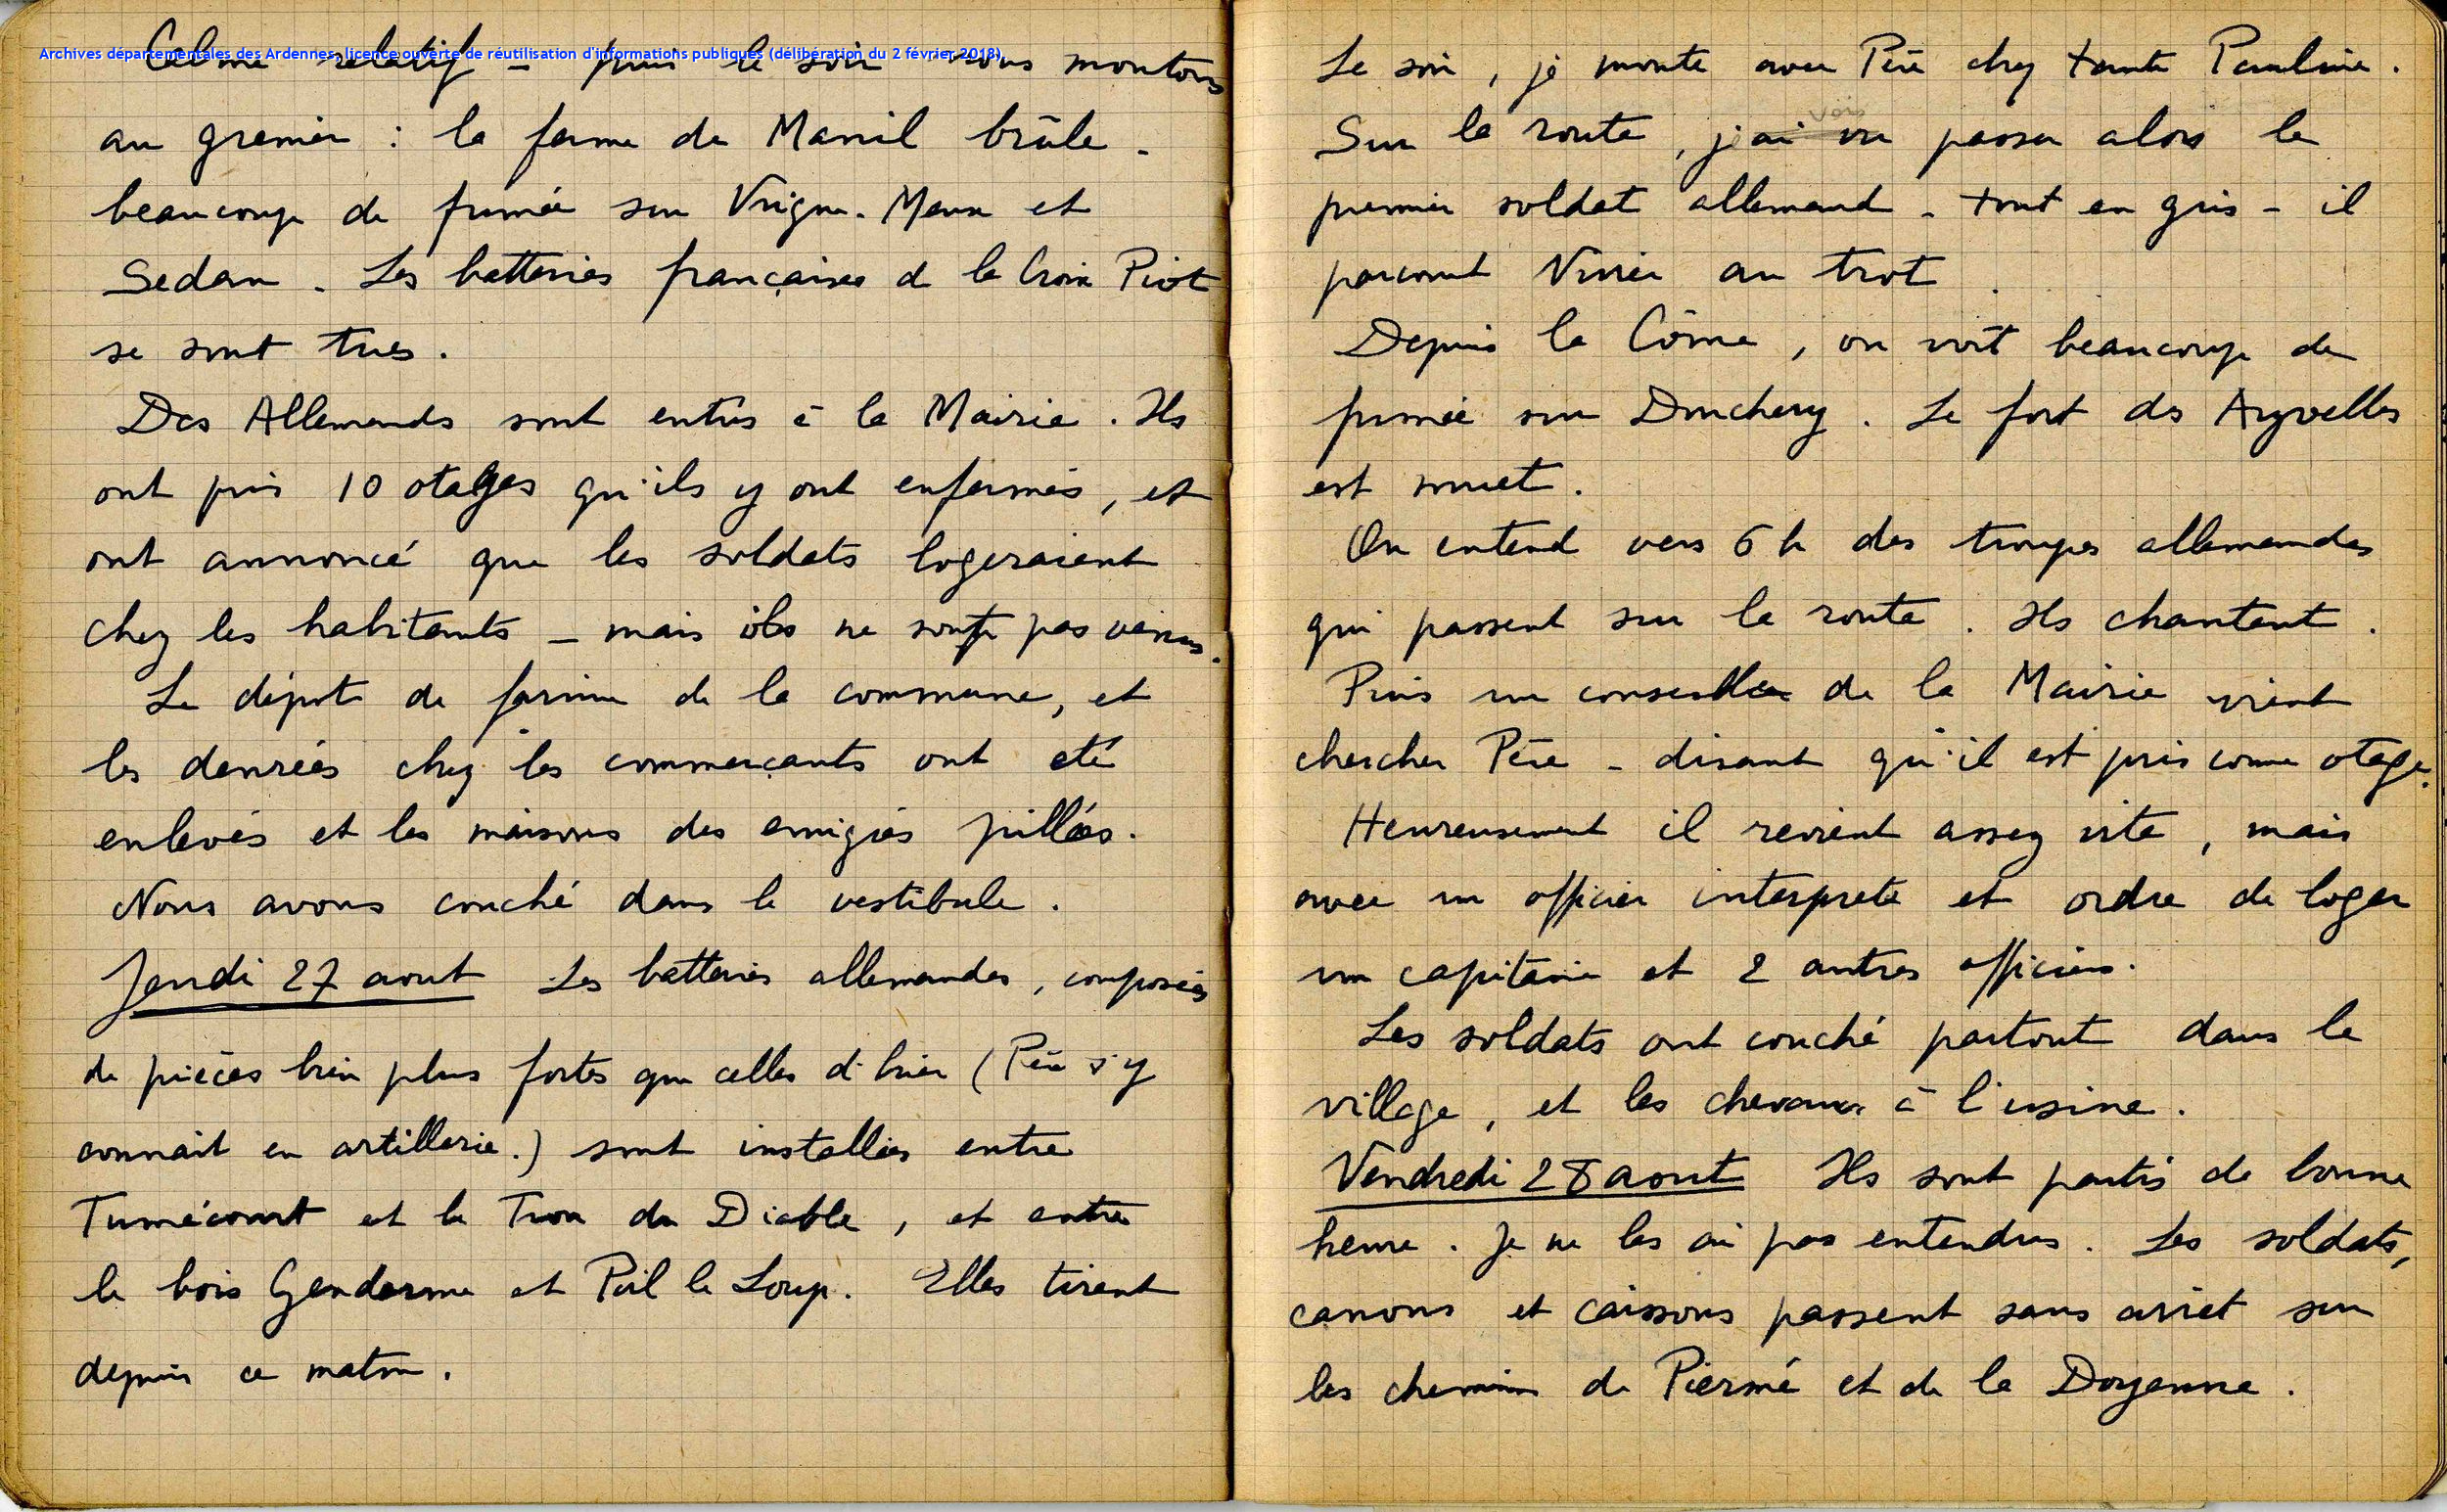 Archives départementales des Ardennes, licence ouverte de réutilisation d'informations publiques (délibération du 2 février 2018),
Calme relatif – puis le soir nous montons
au grenier : la ferme de Manil brûle –
beaucoup de fumée sur Vrigne-Meuse et
Sedan – Les batteries françaises d la Croix Piot
se sont tues.
Des Allemands sont entrés à la Mairie. Ils
ont pris 10 otages qu'ils y ont enfermés, et
ont annoncé que les soldats logeraient
chez les habitants – mais ils ne sont pas venus.
Le dépôt de farine de la commune, et
les denrées chez les commerçants ont été
enlevés et les maisons des emigrés pillées.
Nous avons couché dans le vestibule.
Jeudi 27 aout Les batteries allemandes, composées
de pièces bien plus fortes que celles d'hier (Père s'y
connait en artillerie.) sont installées entre
Tumécourt et le Trou du Diable, et entre
le bois Gendarme et Pil le Loup. Elles tirent
depuis ce matin.
Le soir, je monte avec Père chez tante Pauline.
vois
Sur la route, j'ai vu passer alors le
premier soldat allemand – tout en gris – il
parcourt Vivier au trot.
Depuis la Côme, on voit beaucoup de
fumée sur Donchery. Le fort des Ayvelles
est muet.
On entend vers 6 h des troupes allemandes
qui passent sur la route. Ils chantent.
Puis un conseiller de la Mairie vient
chercher Père – disant qu'il est pris comme otage.
Heureusement il revient assez vite, mais
avec un officier interprete et ordre de loger
un capitaine et 2 autres officiers.
Les soldats ont couché partout dans le
village, et les chevaux à l'usine.
Vendredi 28 aout Ils sont partis de bonne
heure. Je ne les ai pas entendus. Les soldats,
canons et caissons passent sans arrêt sur
les chemins de Piermé et de la Doyenne.